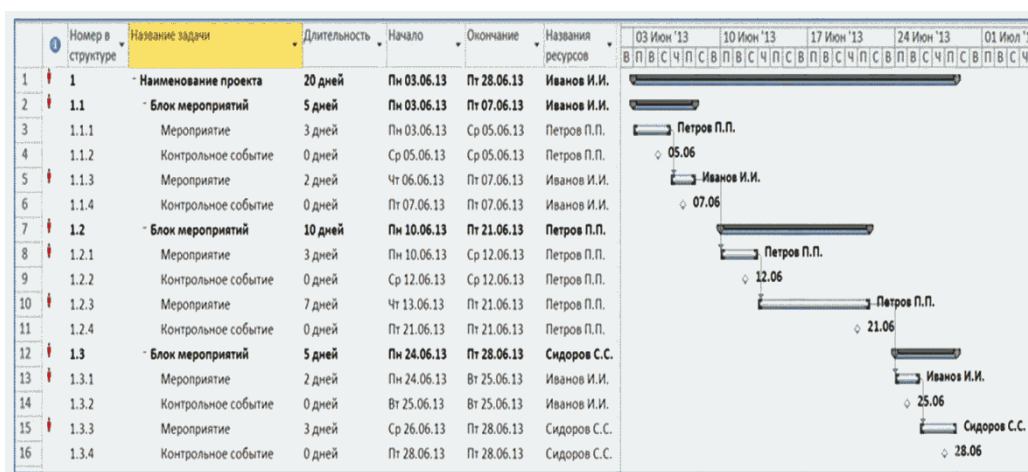 Номер в структуре Название задачи Длительность Начало Окончание Названия ресурсов 03 Июн '13 10 Июн '13 17 Июн '13 24 Июн '13 01 Июл '1
В П В С Ч П С В П В С Ч П С В П В С Ч П С В П В С Ч П С В П В С Ч
1 1 - Наименование проекта 20 дней Пн 03.06.13 Пт 28.06.13 Иванов И.И.
2 1.1 - Блок мероприятий 5 дней Пн 03.06.13 Пт 07.06.13 Иванов И.И.
3 1.1.1 Мероприятие 3 дней Пн 03.06.13 Ср 05.06.13 Петров П.П. Петров П.П.
4 1.1.2 Контрольное событие 0 дней Ср 05.06.13 Ср 05.06.13 Петров П.П. 05.06
5 1.1.3 Мероприятие 2 дней Чт 06.06.13 Пт 07.06.13 Иванов И.И. Иванов И.И.
6 1.1.4 Контрольное событие 0 дней Пт 07.06.13 Пт 07.06.13 Иванов И.И. 07.06
7 1.2 - Блок мероприятий 10 дней Пн 10.06.13 Пт 21.06.13 Петров П.П.
8 1.2.1 Мероприятие 3 дней Пн 10.06.13 Ср 12.06.13 Петров П.П. Петров П.П.
9 1.2.2 Контрольное событие 0 дней Ср 12.06.13 Ср 12.06.13 Петров П.П. 12.06
10 1.2.3 Мероприятие 7 дней Чт 13.06.13 Пт 21.06.13 Петров П.П. Петров П.П.
11 1.2.4 Контрольное событие 0 дней Пт 21.06.13 Пт 21.06.13 Петров П.П. 21.06
12 1.3 - Блок мероприятий 5 дней Пн 24.06.13 Пт 28.06.13 Сидоров С.С.
13 1.3.1 Мероприятие 2 дней Пн 24.06.13 Вт 25.06.13 Иванов И.И. Иванов И.И.
14 1.3.2 Контрольное событие 0 дней Вт 25.06.13 Вт 25.06.13 Иванов И.И. 25.06
15 1.3.3 Мероприятие 3 дней Ср 26.06.13 Пт 28.06.13 Сидоров С.С. Сидоров С.С.
16 1.3.4 Контрольное событие 0 дней Пт 28.06.13 Пт 28.06.13 Сидоров С.С. 28.06